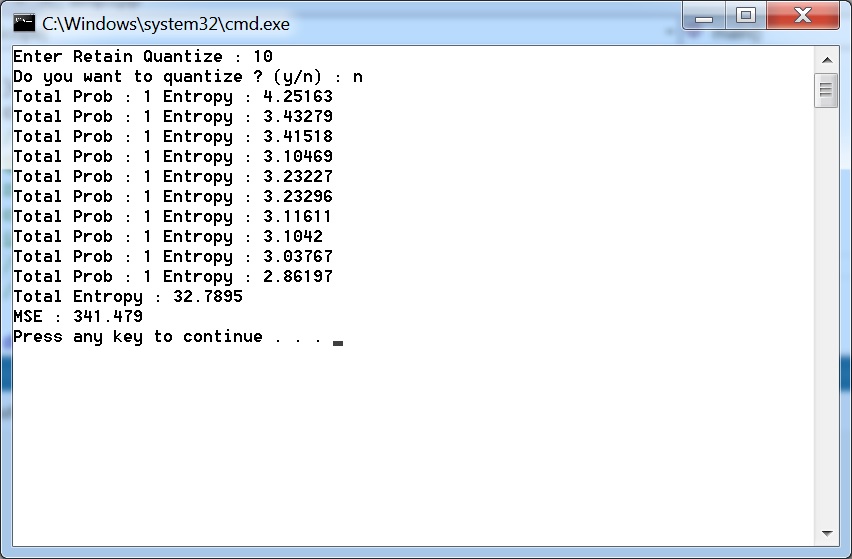 C:\Windows\system32\cmd.exe
Enter Retain Quantize : 10
Do you want to quantize ? (y/n) : n
Total Prob : 1 Entropy : 4.25163
Total Prob : 1 Entropy : 3.43279
Total Prob : 1 Entropy : 3.41518
Total Prob : 1 Entropy : 3.10469
Total Prob : 1 Entropy : 3.23227
Total Prob : 1 Entropy : 3.23296
Total Prob : 1 Entropy : 3.11611
Total Prob : 1 Entropy : 3.1042
Total Prob : 1 Entropy : 3.03767
Total Prob : 1 Entropy : 2.86197
Total Entropy : 32.7895
MSE : 341.479
Press any key to continue . . .